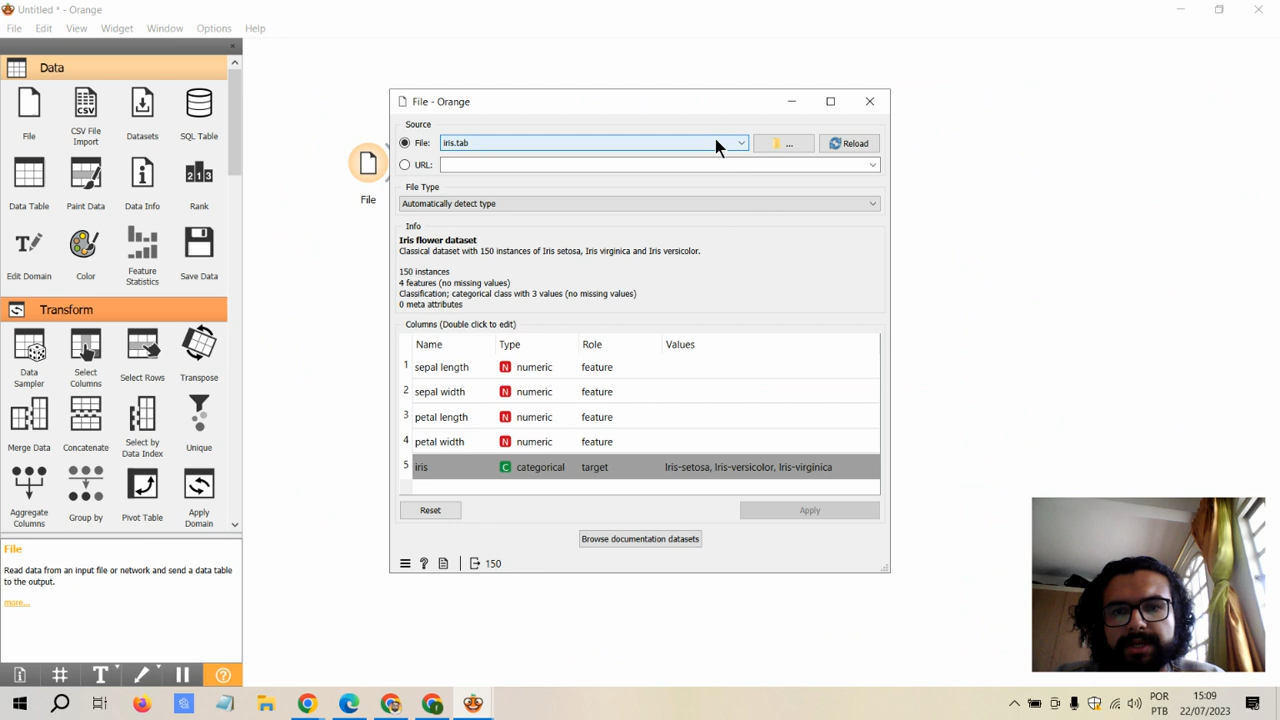 Untitled * - Orange
File Edit View Widget Window Options Help
Data
File
CSV File Import
Datasets
SQL Table
Data Table
Paint Data
Data Info
Rank
Edit Domain
Color
Feature Statistics
Save Data
Transform
Data Sampler
Select Columns
Select Rows
Transpose
Merge Data
Concatenate
Select by Data Index
Unique
Aggregate Columns
Group by
Pivot Table
Apply Domain
File
Read data from an input file or network and send a data table
to the output.
more...
File
File - Orange
Source
File: iris.tab ... Reload
URL:
File Type
Automatically detect type
Info
Iris flower dataset
Classical dataset with 150 instances of Iris setosa, Iris virginica and Iris versicolor.
150 instances
4 features (no missing values)
Classification; categorical class with 3 values (no missing values)
0 meta attributes
Columns (Double click to edit)
Name Type Role Values
1 sepal length N numeric feature
2 sepal width N numeric feature
3 petal length N numeric feature
4 petal width N numeric feature
5 iris C categorical target Iris-setosa, Iris-versicolor, Iris-virginica
Reset Apply
Browse documentation datasets
150
POR
PTB
15:09
22/07/2023